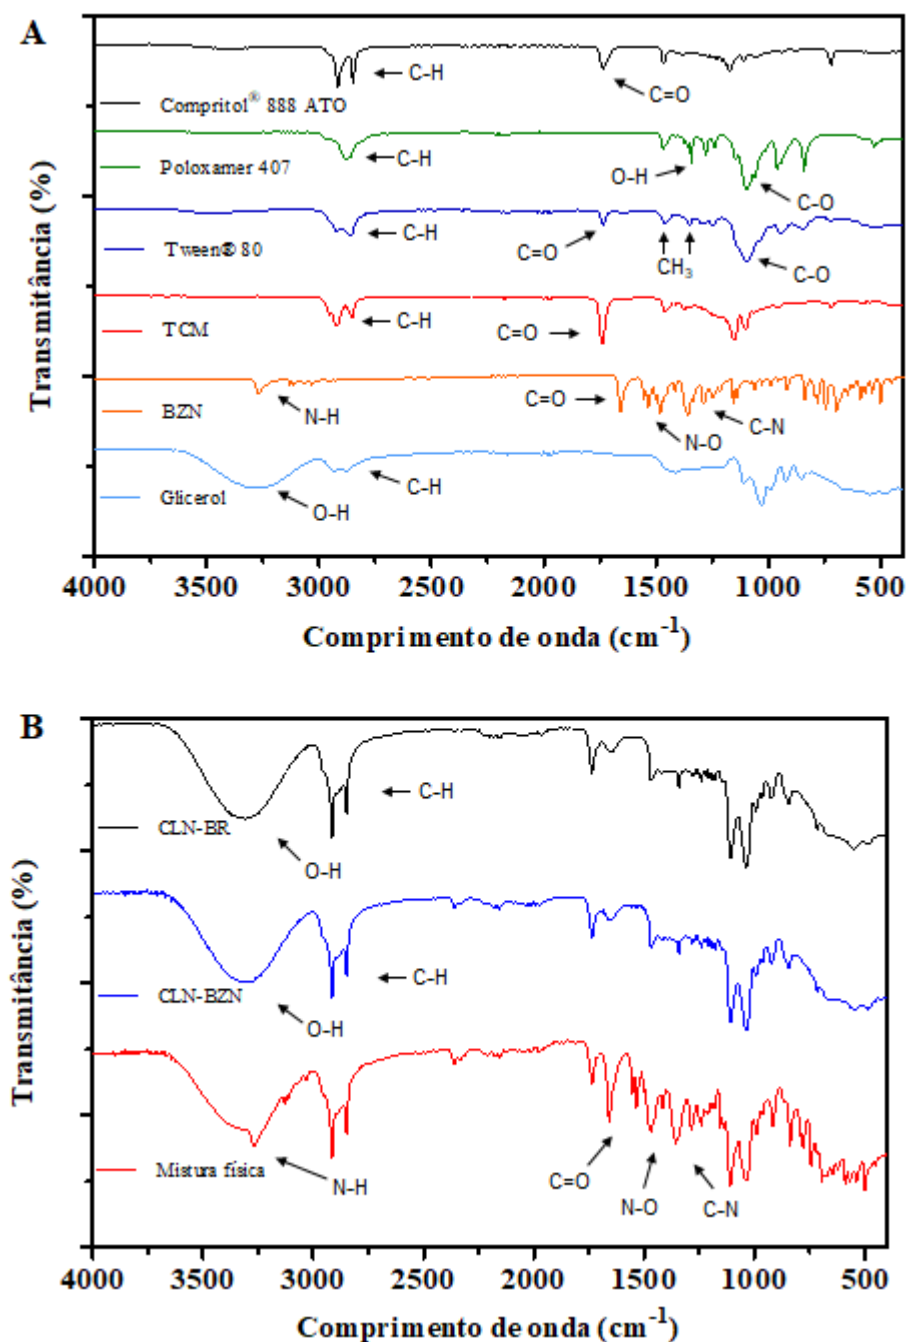 A
C-H
C=O
Compritol® 888 ATO
C-H
O-H
C-O
Poloxamer 407
C-H
C=O
CH₃
C-O
Tween® 80
C-H
C=O
TCM
N-H
C=O
N-O
C-N
BZN
C-H
O-H
Glicerol
Transmitância (%)
4000 3500 3000 2500 2000 1500 1000 500
Comprimento de onda (cm⁻¹)
B
C-H
CLN-BR
O-H
C-H
CLN-BZN
O-H
Mistura física
N-H
C=O
N-O
C-N
Transmitância (%)
4000 3500 3000 2500 2000 1500 1000 500
Comprimento de onda (cm⁻¹)